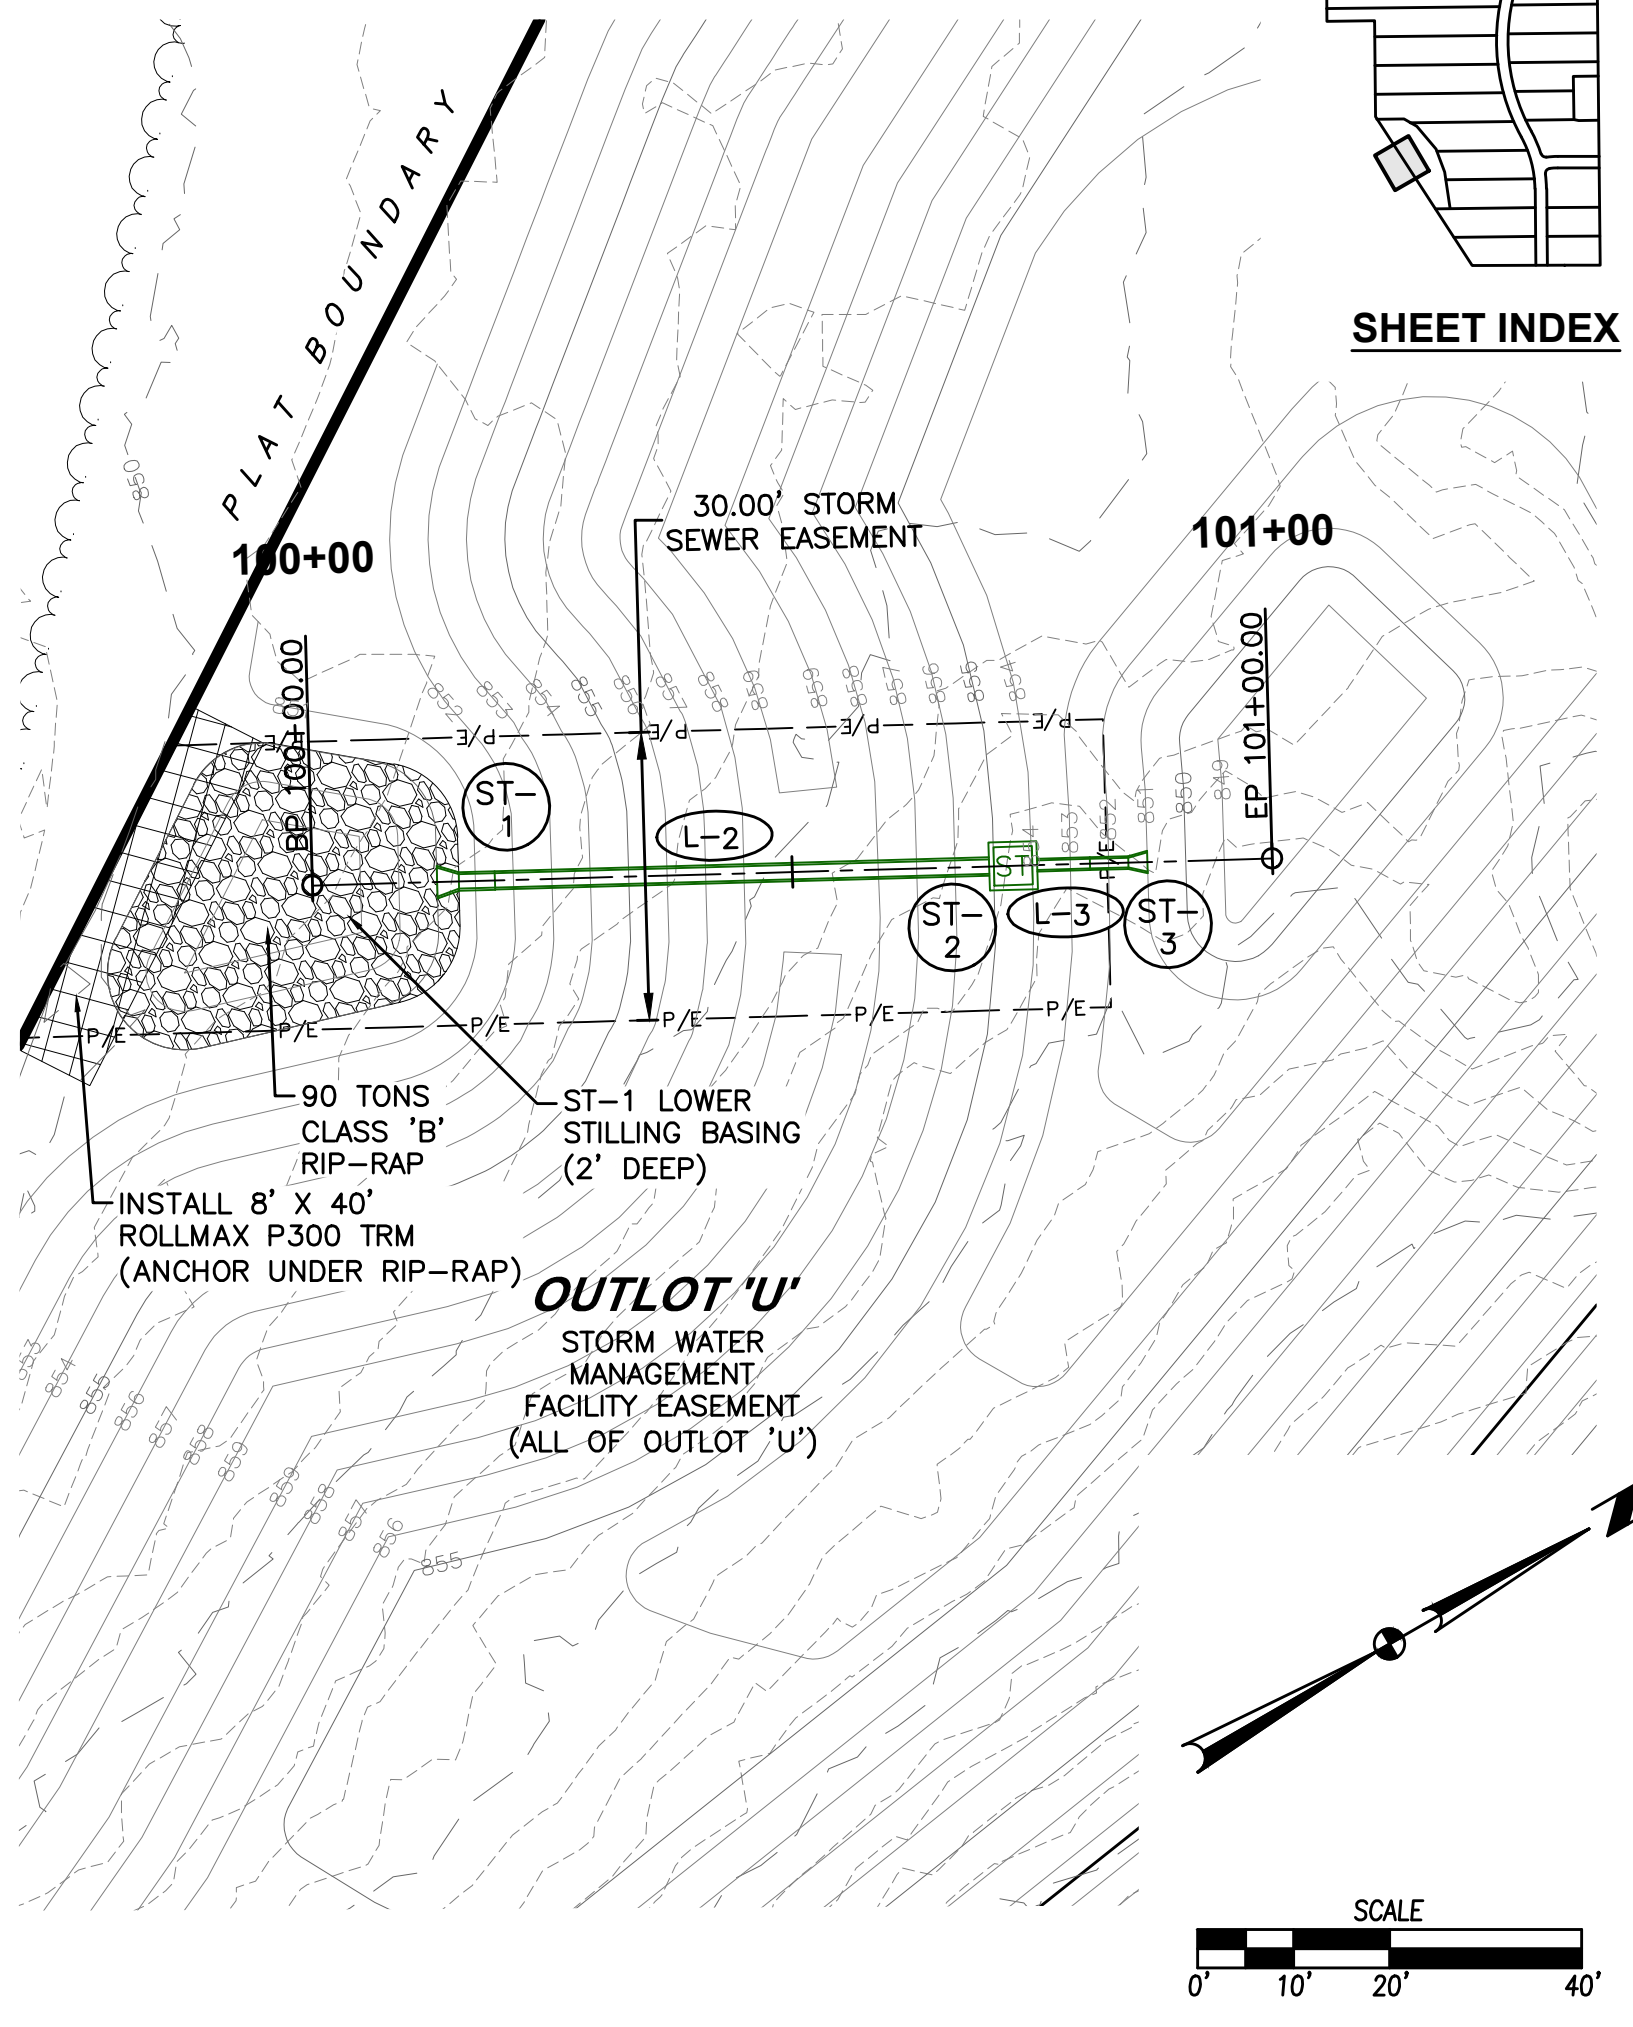 SHEET INDEX
PLAT BOUNDARY
850
30.00' STORM
SEWER EASEMENT
100+00
101+00
BP 100+00.00
EP 101+00.00
852
853
854
855
856
857
858
859
859
858
857
856
855
854
P/E
P/E
P/E
P/E
P/E
ST-
1
L-2
ST
854
853
852
851
850
849
P/E
ST-
2
L-3
ST-
3
P/E
P/E
P/E
P/E
P/E
P/E
90 TONS
CLASS 'B'
RIP-RAP
ST-1 LOWER
STILLING BASING
(2' DEEP)
INSTALL 8' X 40'
ROLLMAX P300 TRM
(ANCHOR UNDER RIP-RAP)
OUTLOT 'U'
STORM WATER
MANAGEMENT
FACILITY EASEMENT
(ALL OF OUTLOT 'U')
853
854
855
856
857
858
859
859
858
857
856
855
SCALE
0' 10' 20' 40'